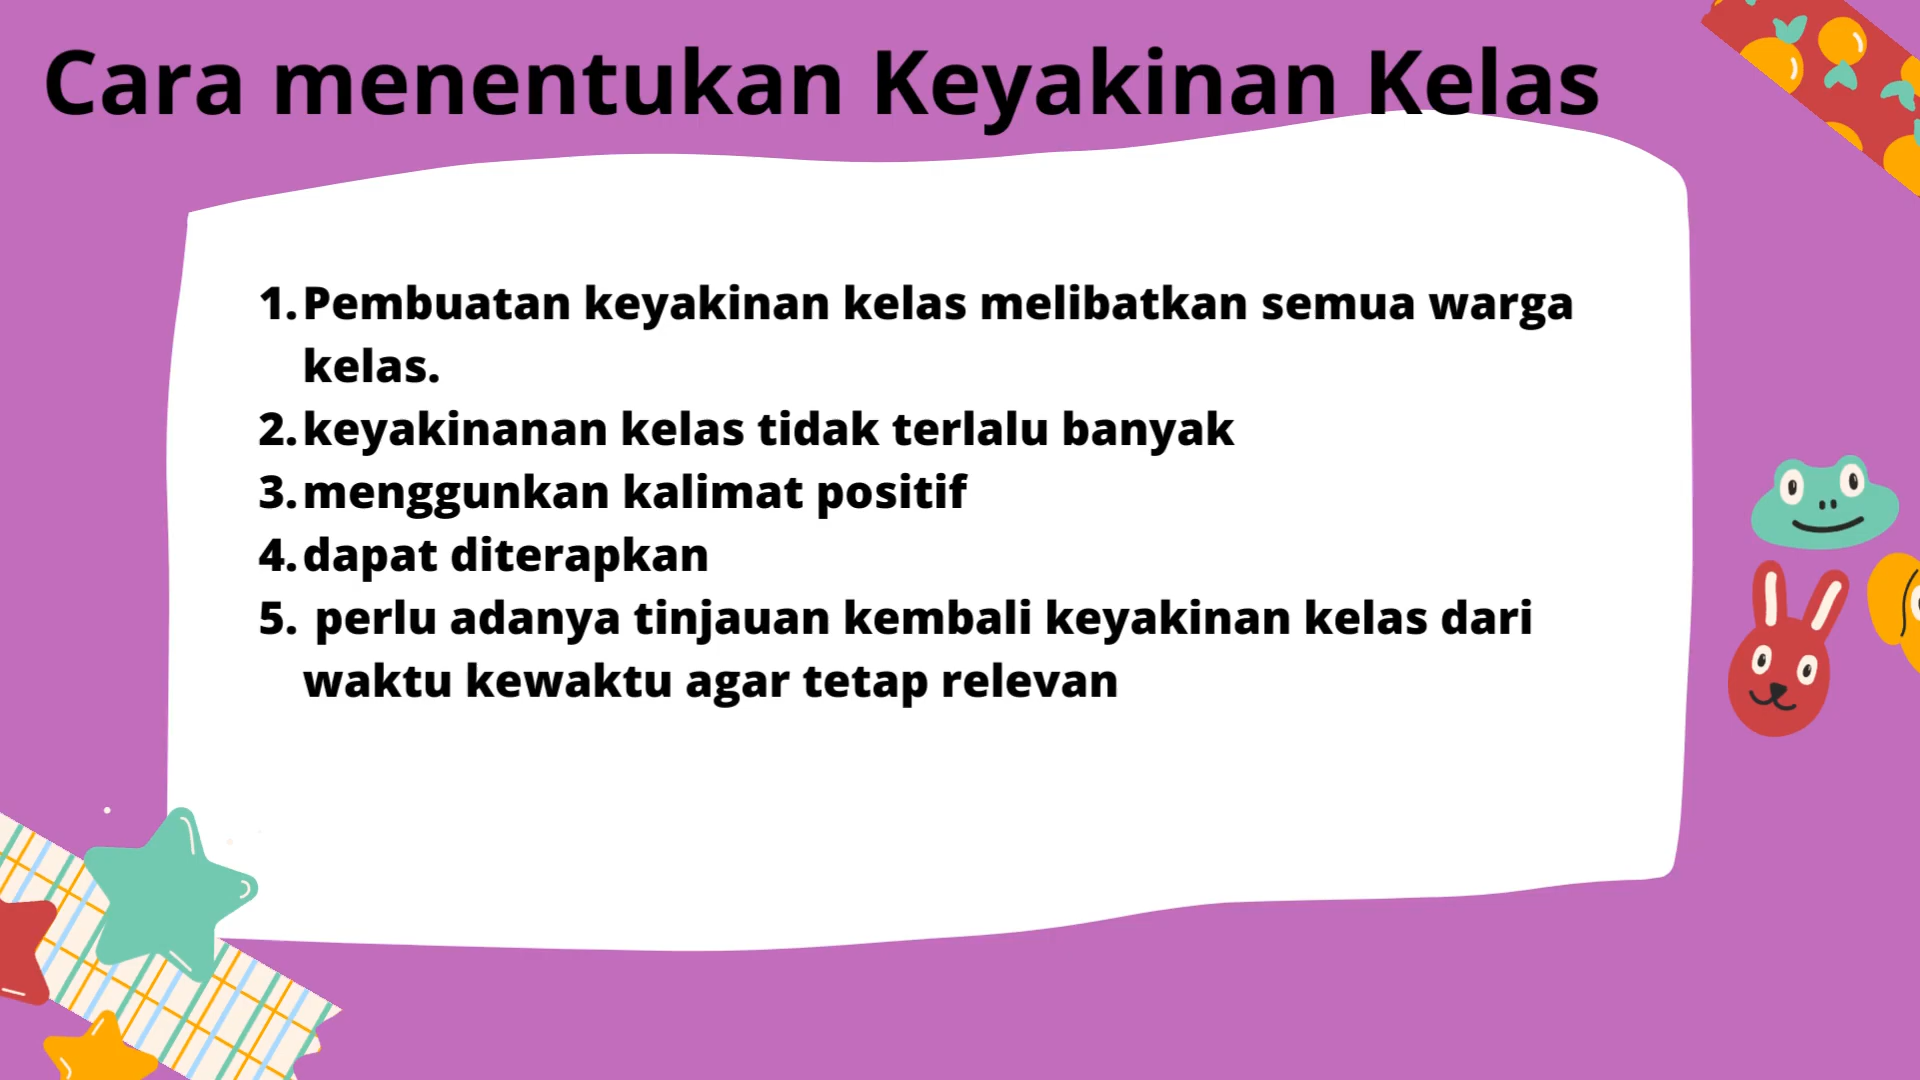 Cara menentukan Keyakinan Kelas
1. Pembuatan keyakinan kelas melibatkan semua warga
kelas.
2. keyakinanan kelas tidak terlalu banyak
3. menggunkan kalimat positif
4. dapat diterapkan
5. perlu adanya tinjauan kembali keyakinan kelas dari
waktu kewaktu agar tetap relevan